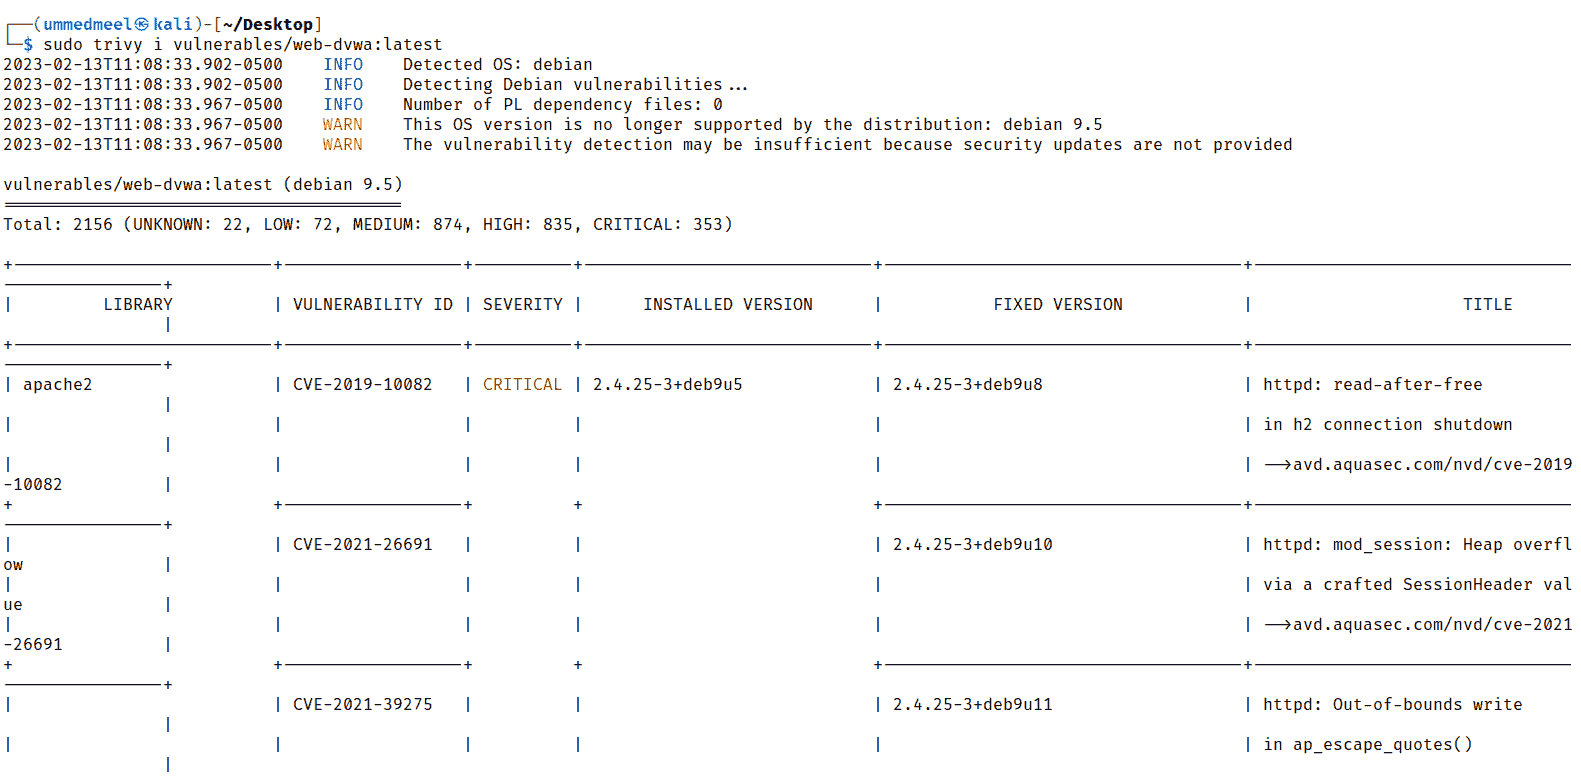 ┌──(ummedmeel㉿kali)-[~/Desktop]
└─$ sudo trivy i vulnerables/web-dvwa:latest
2023-02-13T11:08:33.902-0500    INFO    Detected OS: debian
2023-02-13T11:08:33.902-0500    INFO    Detecting Debian vulnerabilities...
2023-02-13T11:08:33.967-0500    INFO    Number of PL dependency files: 0
2023-02-13T11:08:33.967-0500    WARN    This OS version is no longer supported by the distribution: debian 9.5
2023-02-13T11:08:33.967-0500    WARN    The vulnerability detection may be insufficient because security updates are not provided
vulnerables/web-dvwa:latest (debian 9.5)
Total: 2156 (UNKNOWN: 22, LOW: 72, MEDIUM: 874, HIGH: 835, CRITICAL: 353)
| LIBRARY | VULNERABILITY ID | SEVERITY | INSTALLED VERSION | FIXED VERSION | TITLE
| apache2 | CVE-2019-10082 | CRITICAL | 2.4.25-3+deb9u5 | 2.4.25-3+deb9u8 | httpd: read-after-free
| in h2 connection shutdown
| -->avd.aquasec.com/nvd/cve-2019
-10082 |
| CVE-2021-26691 | | | 2.4.25-3+deb9u10 | httpd: mod_session: Heap overfl
ow |
| via a crafted SessionHeader val
ue |
| -->avd.aquasec.com/nvd/cve-2021
-26691 |
| CVE-2021-39275 | | | 2.4.25-3+deb9u11 | httpd: Out-of-bounds write
| in ap_escape_quotes()